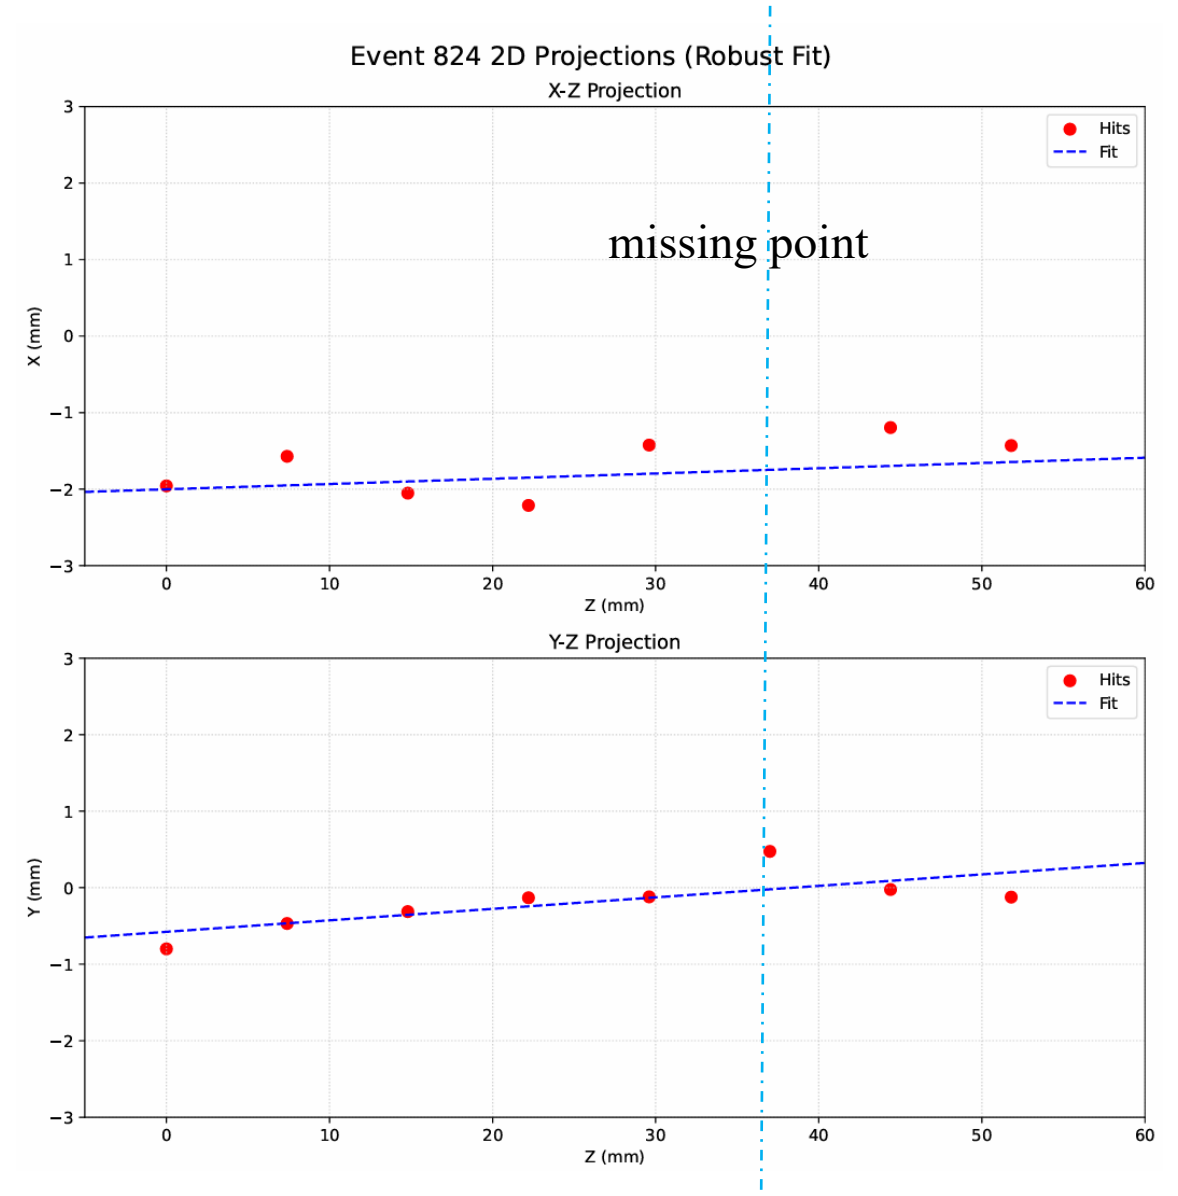 Event 824 2D Projections (Robust Fit)
X-Z Projection
3
2
1
0
−1
−2
−3
X (mm)
Hits
Fit
missing point
0 10 20 30 40 50 60
Z (mm)
Y-Z Projection
3
2
1
0
−1
−2
−3
Y (mm)
Hits
Fit
0 10 20 30 40 50 60
Z (mm)